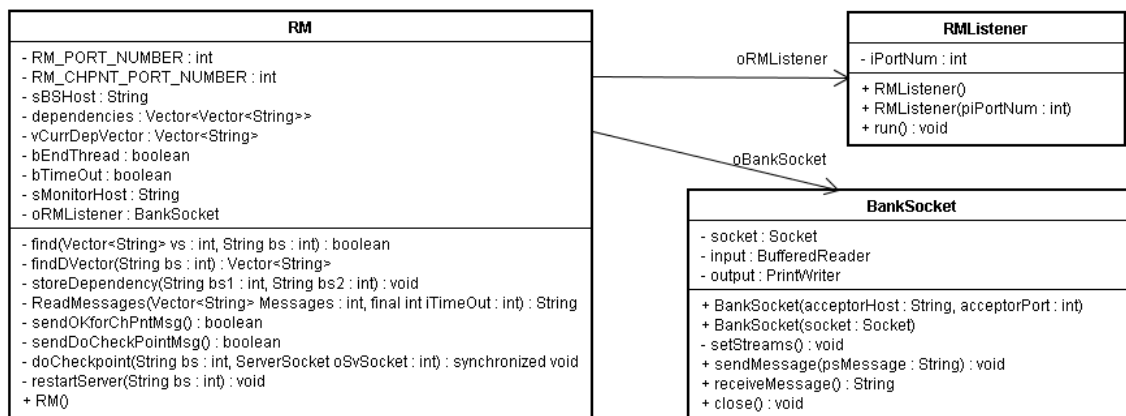 RM
- RM_PORT_NUMBER : int
- RM_CHPNT_PORT_NUMBER : int
- sBSHost : String
- dependencies : Vector<Vector<String>>
- vCurrDepVector : Vector<String>
- bEndThread : boolean
- bTimeOut : boolean
- sMonitorHost : String
- oRMListener : BankSocket
- find(Vector<String> vs : int, String bs : int) : boolean
- findDVector(String bs : int) : Vector<String>
- storeDependency(String bs1 : int, String bs2 : int) : void
- ReadMessages(Vector<String> Messages : int, final int iTimeOut : int) : String
- sendOKforChPntMsg() : boolean
- sendDoCheckPointMsg() : boolean
- doCheckpoint(String bs : int, ServerSocket oSvSocket : int) : synchronized void
- restartServer(String bs : int) : void
+ RM()
oRMListener
oBankSocket
RMListener
- iPortNum : int
+ RMListener()
+ RMListener(piPortNum : int)
+ run() : void
BankSocket
- socket : Socket
- input : BufferedReader
- output : PrintWriter
+ BankSocket(acceptorHost : String, acceptorPort : int)
+ BankSocket(socket : Socket)
- setStreams() : void
+ sendMessage(psMessage : String) : void
+ receiveMessage() : String
+ close() : void